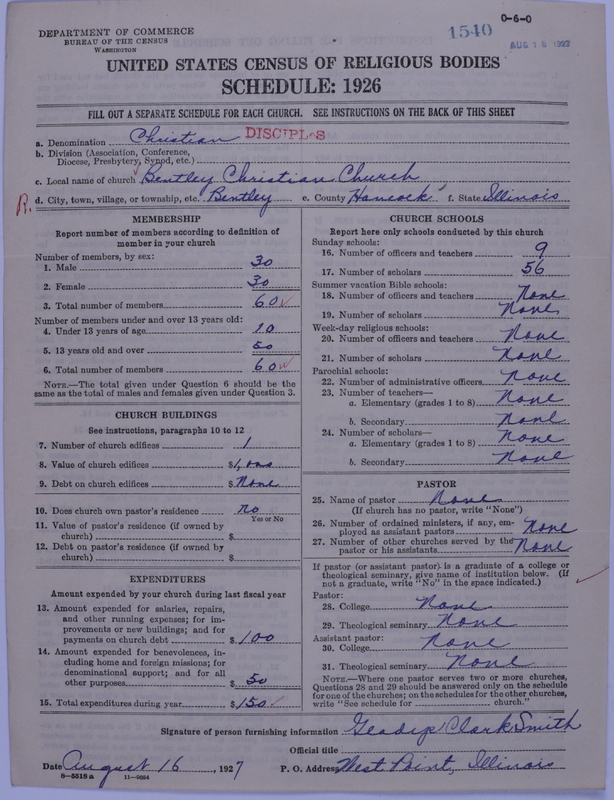 O-6-0
DEPARTMENT OF COMMERCE
BUREAU OF THE CENSUS
WASHINGTON
1540
AUG 18 1927
UNITED STATES CENSUS OF RELIGIOUS BODIES
SCHEDULE: 1926
FILL OUT A SEPARATE SCHEDULE FOR EACH CHURCH. SEE INSTRUCTIONS ON THE BACK OF THIS SHEET
a. Denomination Christian DISCIPLES
b. Division (Association, Conference,
Diocese, Presbytery, Synod, etc.)
c. Local name of church Bentley Christian Church
R. d. City, town, village, or township, etc. Bentley e. County Hancock f. State Illinois
MEMBERSHIP
Report number of members according to definition of
member in your church
Number of members, by sex:
1. Male 30
2. Female 30
3. Total number of members 60
Number of members under and over 13 years old:
4. Under 13 years of age 10
5. 13 years old and over 50
6. Total number of members 60
NOTE.—The total given under Question 6 should be
same as the total of males and females given under Question 3.
CHURCH BUILDINGS
See instructions, paragraphs 10 to 12
7. Number of church edifices 1
8. Value of church edifices $1,000
9. Debt on church edifices $ None
10. Does church own pastor's residence? no
Yes or No
11. Value of pastor's residence (if owned by
church) $
12. Debt on pastor's residence (if owned by
church) $
EXPENDITURES
Amount expended by your church during last fiscal year
13. Amount expended for salaries, repairs,
and other running expenses; for im-
provements or new buildings; and for
payments on church debt $100
14. Amount expended for benevolences, in-
cluding home and foreign missions; for
denominational support; and for all
other purposes $ 50
15. Total expenditures during year $150
CHURCH SCHOOLS
Report here only schools conducted by this church
Sunday schools:
16. Number of officers and teachers 9
17. Number of scholars 56
Summer vacation Bible schools:
18. Number of officers and teachers None
19. Number of scholars None
Week-day religious schools:
20. Number of officers and teachers None
21. Number of scholars None
Parochial schools:
22. Number of administrative officers None
23. Number of teachers—
a. Elementary (grades 1 to 8) None
b. Secondary None
24. Number of scholars—
a. Elementary (grades 1 to 8) None
b. Secondary None
PASTOR
25. Name of pastor None
(If church has no pastor, write "None")
26. Number of ordained ministers, if any, em-
ployed as assistant pastors None
27. Number of other churches served by the
pastor or his assistants None
If pastor (or assistant pastor) is a graduate of a college or
theological seminary, give name of institution below. (If
not a graduate, write "No" in the space indicated.)
Pastor:
28. College None
29. Theological seminary None
Assistant pastor:
30. College None
31. Theological seminary None
NOTE.—Where one pastor serves two or more churches,
Questions 28 and 29 should be answered only on the schedule
for one of the churches; on the schedules for the other churches,
write "See schedule for church."
Signature of person furnishing information Clark Smith
Official title
Date August 16, 1927 P. O. Address West Point, Illinois
8—5518a 11—9864